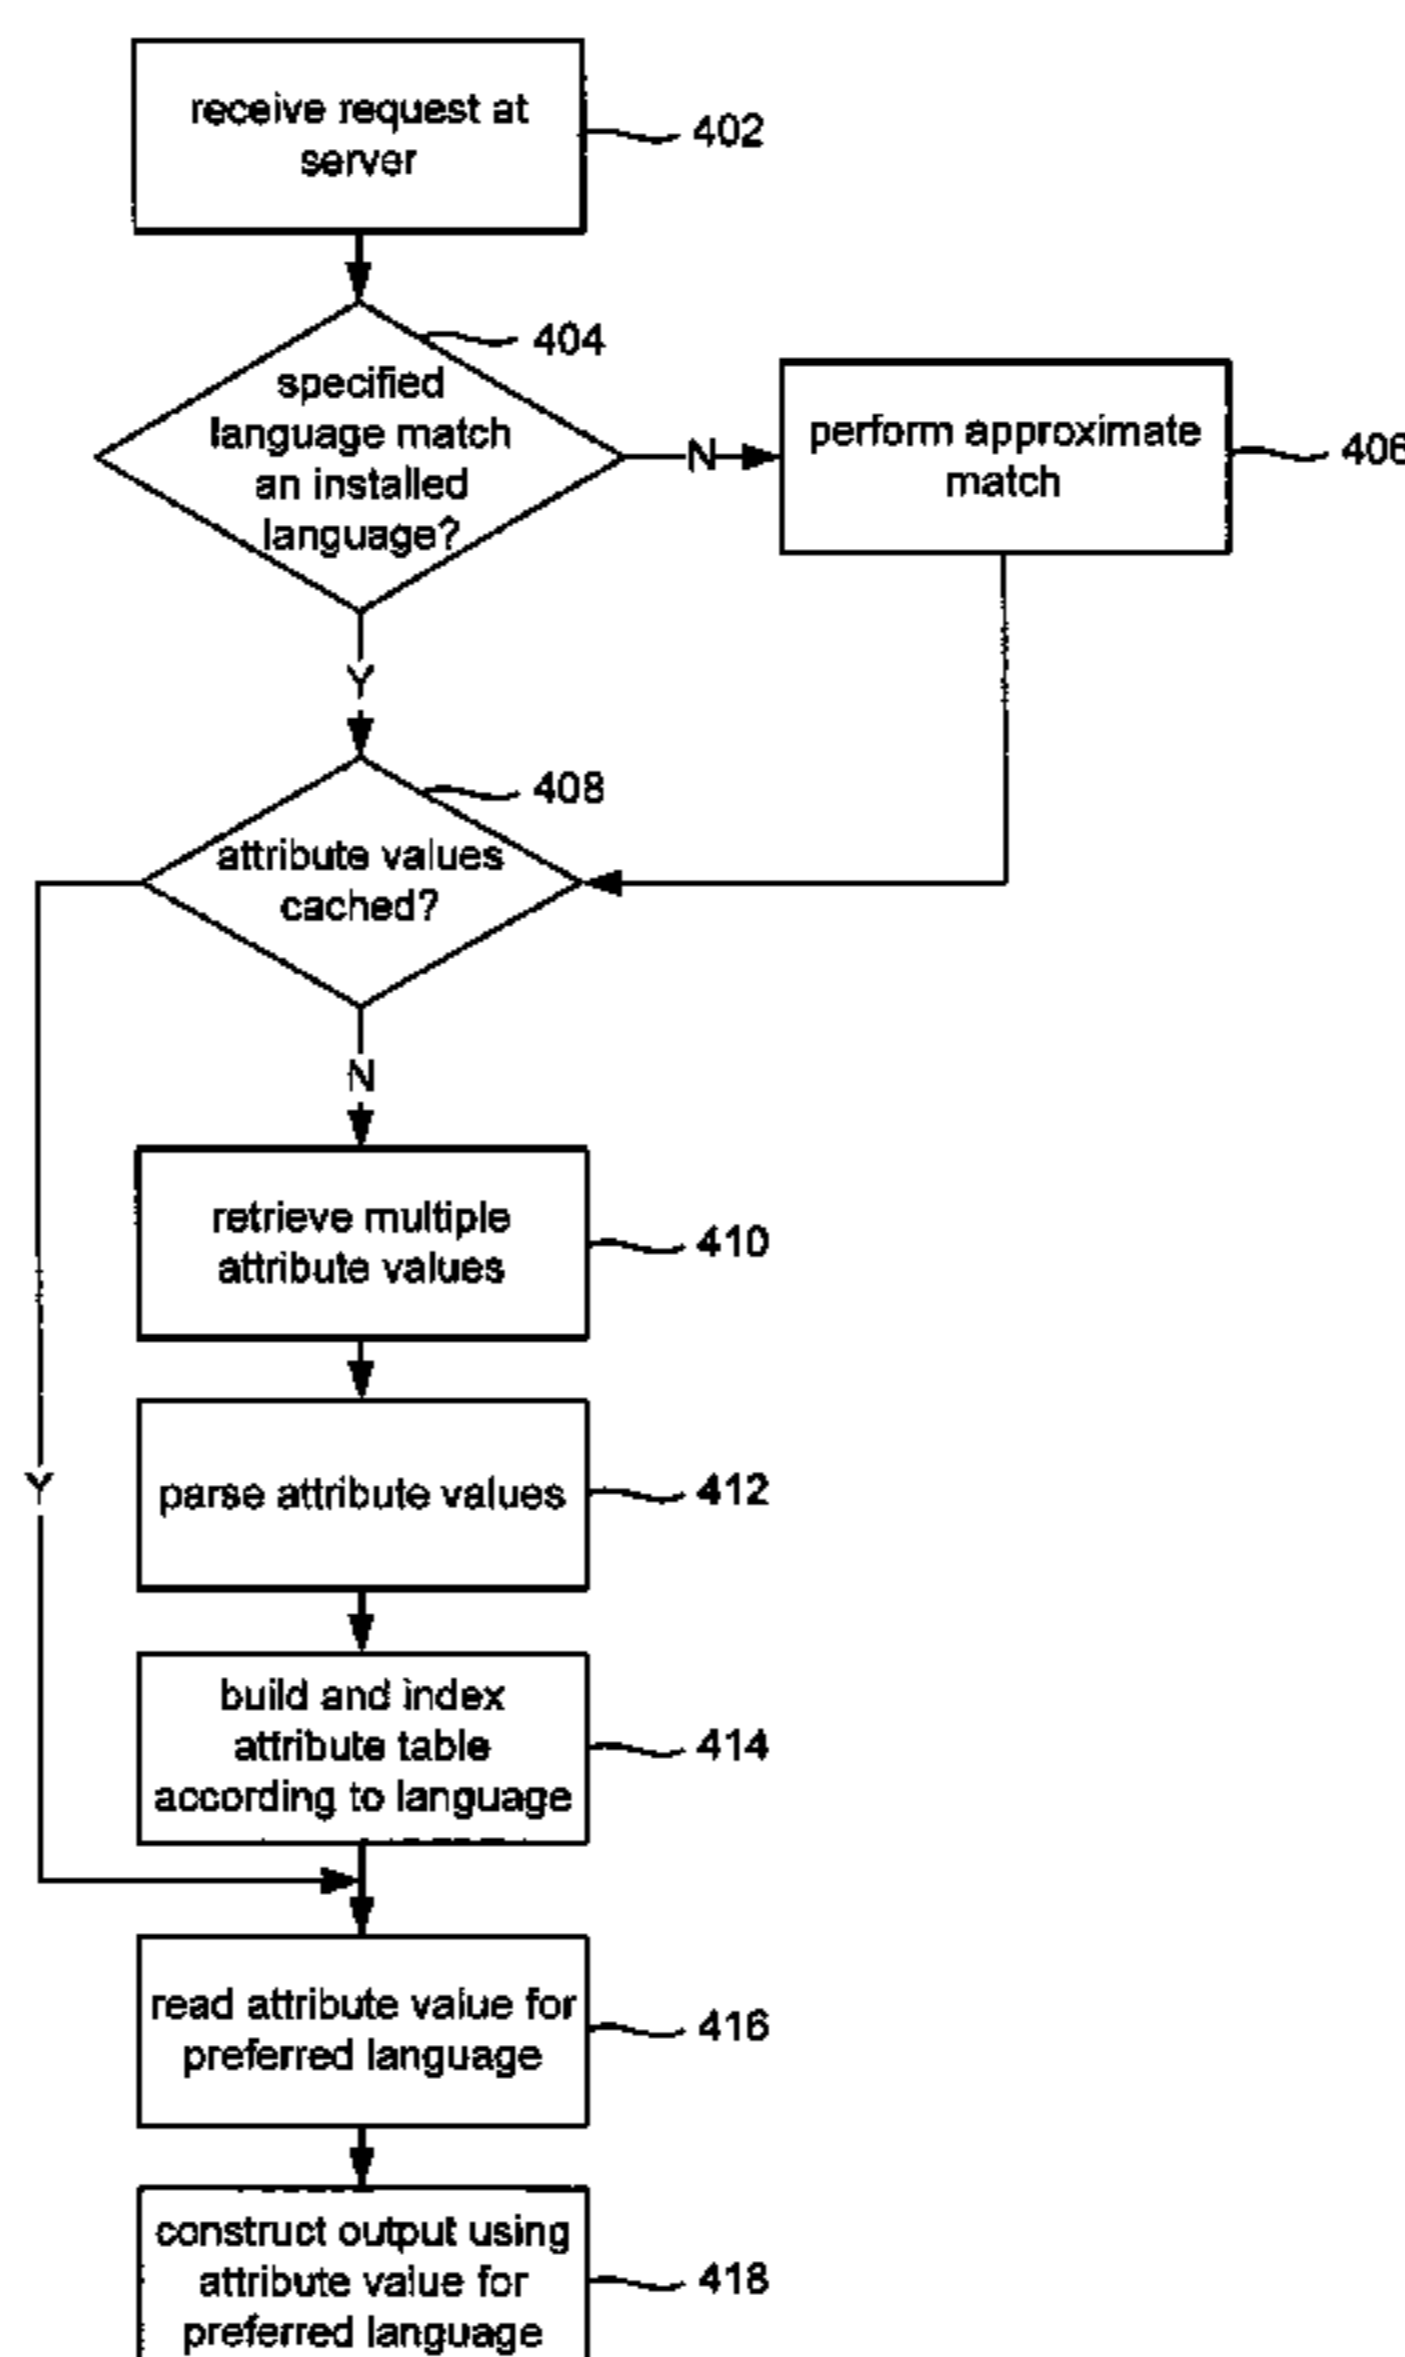 receive request at
server
402
404
specified
language match
an installed
language?
N
perform approximate
match
406
Y
408
attribute values
cached?
N
retrieve multiple
attribute values
410
Y
parse attribute values
412
build and index
attribute table
according to language
414
read attribute value for
preferred language
416
construct output using
attribute value for
preferred language
418